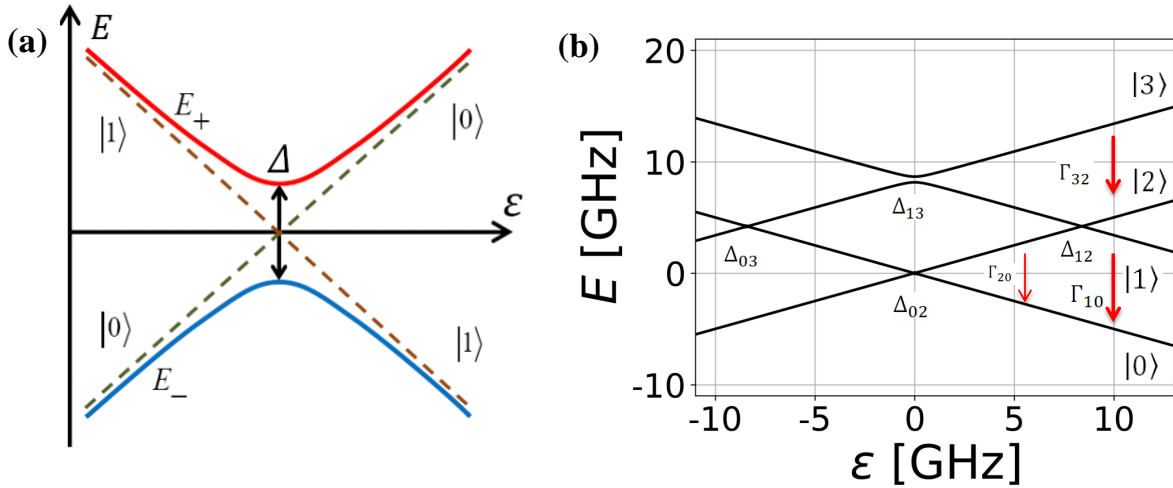 (a)
E
E₊
|1⟩
|0⟩
Δ
ε
|0⟩
|1⟩
E₋
(b)
20
10
0
-10
E [GHz]
|3⟩
Γ₃₂
|2⟩
Δ₁₃
Δ₀₃
Δ₁₂
Γ₂₀
|1⟩
Γ₁₀
Δ₀₂
|0⟩
-10 -5 0 5 10
ε [GHz]